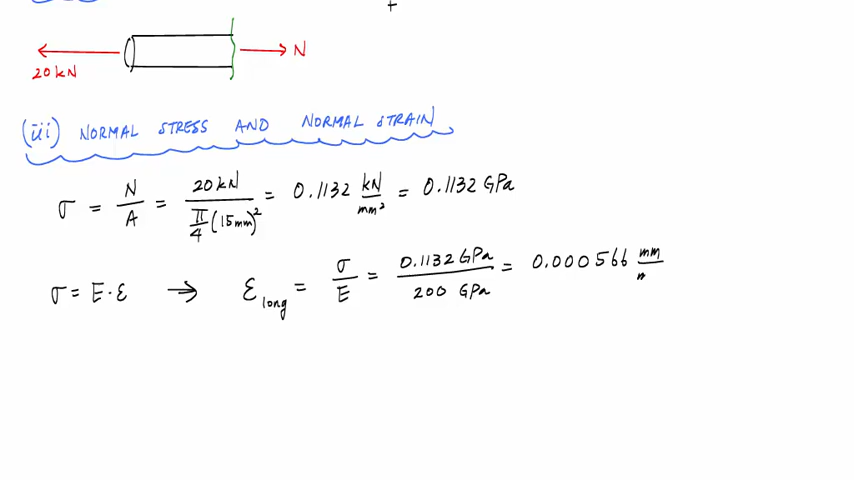 20 kN
N
(iii) NORMAL STRESS AND NORMAL STRAIN
σ = N/A = 20 kN / π/4 (15 mm)² = 0.1132 kN/mm² = 0.1132 GPa
σ = E·ε → ε long = σ/E = 0.1132 GPa / 200 GPa = 0.000566 mm/